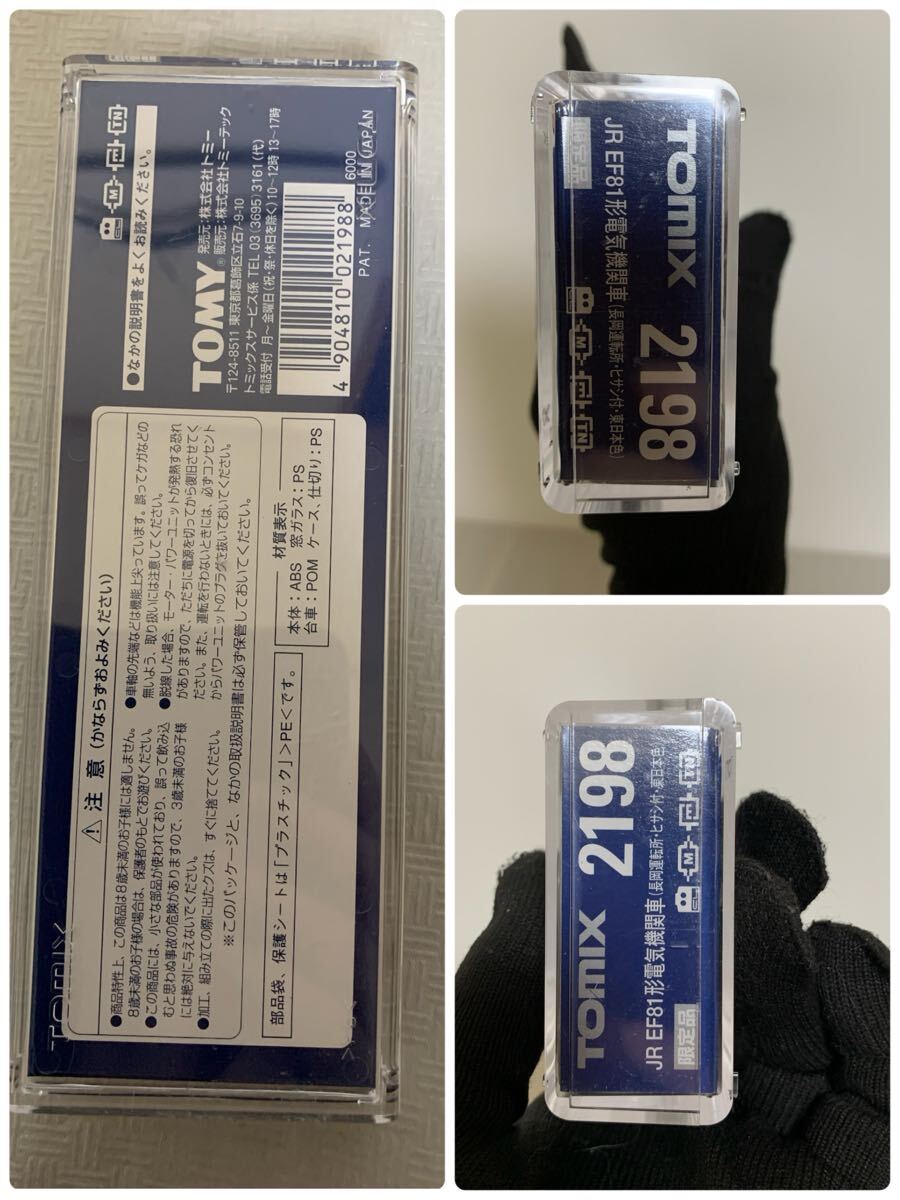 ●なかの説明書をよくお読みください。
CL M TN
TOMY®
発売元：株式会社トミー
販売元：株式会社トミーテック
〒124-8511 東京都葛飾区立石7-9-10
トミックスサービス係 TEL 03(3695)3161(代)
電話受付 月～金曜日(祝・祭・休日を除く)10～12時 13～17時
4 904810 021988
6000
PAT. MADE IN JAPAN
⚠ 注 意 (かならずおよみください)
●商品特性上、この商品は8歳未満のお子様には適しません。
8歳未満のお子様の場合は、保護者のもとでお遊びください。
●この商品には、小さな部品が使われており、誤って飲み込
むと思わぬ事故の危険がありますので、3歳未満のお子様
には絶対に与えないでください。
●加工、組み立ての際に出たクズは、すぐに捨ててください。
●車軸の先端などは機能上尖っています。誤ってケガなどの
無いよう、取り扱いには注意してください。
●脱線した場合、モーター・パワーユニットが発熱する恐れ
がありますので、ただちに電源を切ってから復旧させてく
ださい。また、運転を行わないときには、必ずコンセント
からパワーユニットのプラグを抜いておいてください。
※このパッケージと、なかの取扱説明書は必ず保管しておいてください。
部品袋、保護シートは「プラスチック」>PE<です。
材質表示
本体：ABS 窓ガラス：PS
台車：POM ケース、仕切り：PS
TOMIX
TOMIX 2198
JR EF81形電気機関車(長岡運転所・ヒサシ付・東日本色)
限定品 CL M TN
TOMIX 2198
JR EF81形電気機関車(長岡運転所・ヒサシ付・東日本色)
限定品 CL M TN